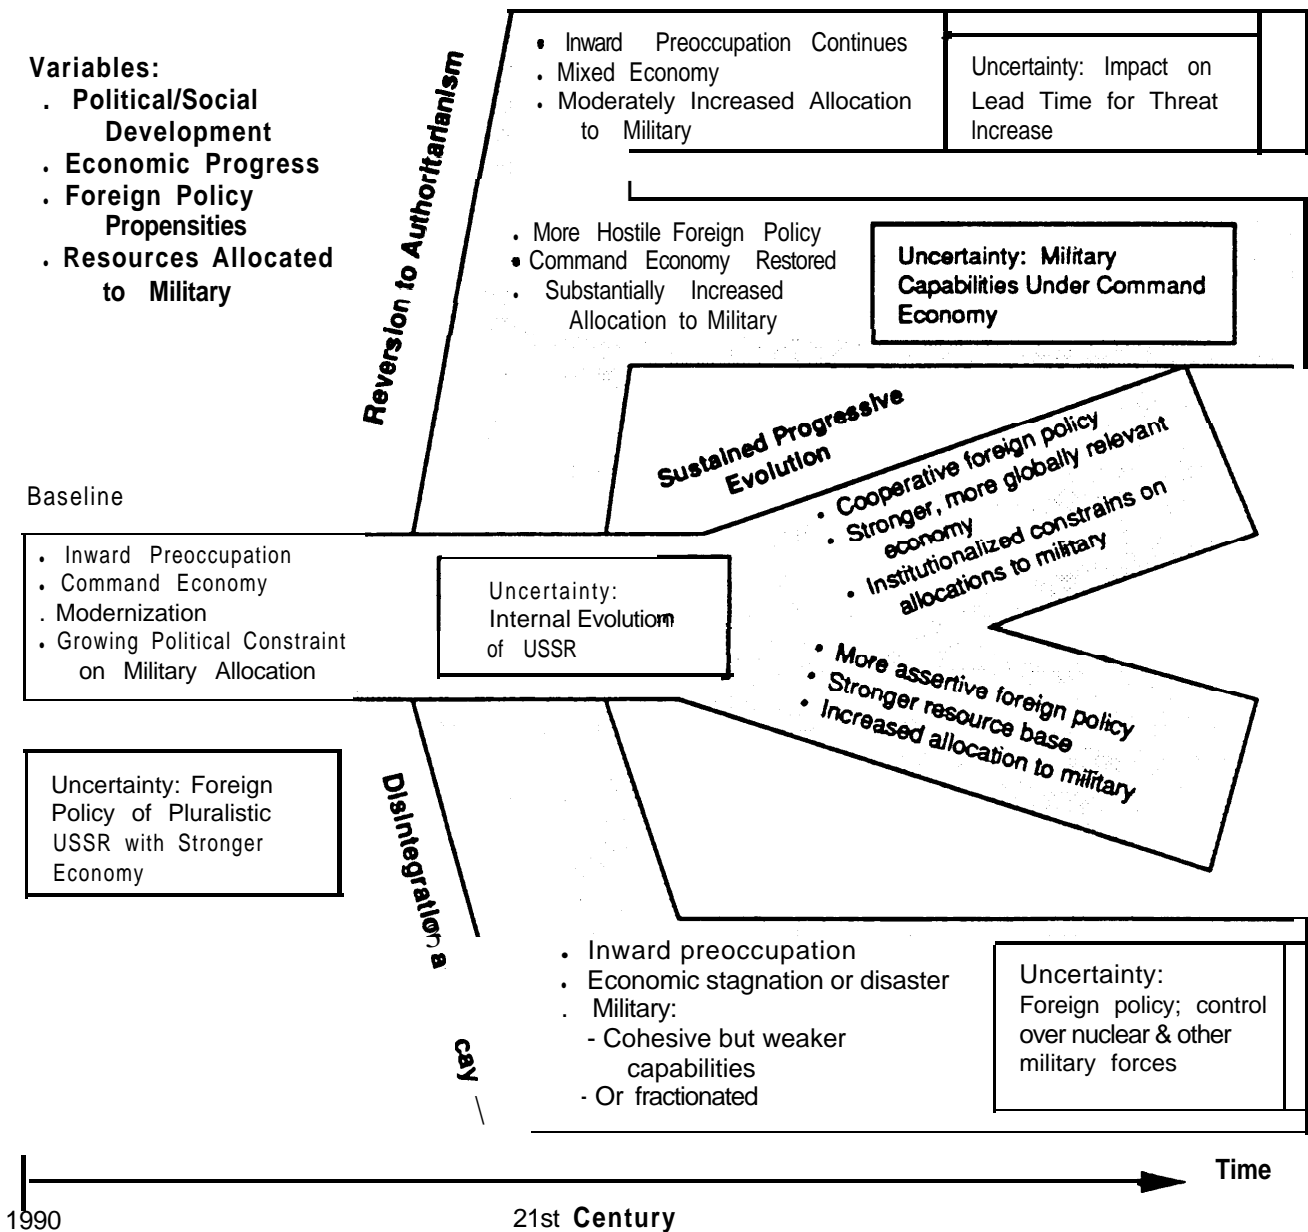 Variables:
. Political/Social
Development
. Economic Progress
. Foreign Policy
Propensities
. Resources Allocated
to Military
Reversion to Authoritarianism
• Inward Preoccupation Continues
. Mixed Economy
. Moderately Increased Allocation
to Military
Uncertainty: Impact on
Lead Time for Threat
Increase
. More Hostile Foreign Policy
• Command Economy Restored
. Substantially Increased
Allocation to Military
Uncertainty: Military
Capabilities Under Command
Economy
Sustained Progressive
Evolution
• Cooperative foreign policy
• Stronger, more globally relevant
economy
• Institutionalized constrains on
allocations to military
Baseline
. Inward Preoccupation
. Command Economy
. Modernization
. Growing Political Constraint
on Military Allocation
Uncertainty:
Internal Evolution
of USSR
• More assertive foreign policy
• Stronger resource base
• Increased allocation to military
Uncertainty: Foreign
Policy of Pluralistic
USSR with Stronger
Economy
Disintegration a
cay
. Inward preoccupation
. Economic stagnation or disaster
. Military:
- Cohesive but weaker
capabilities
- Or fractionated
Uncertainty:
Foreign policy; control
over nuclear & other
military forces
Time
1990
21st Century